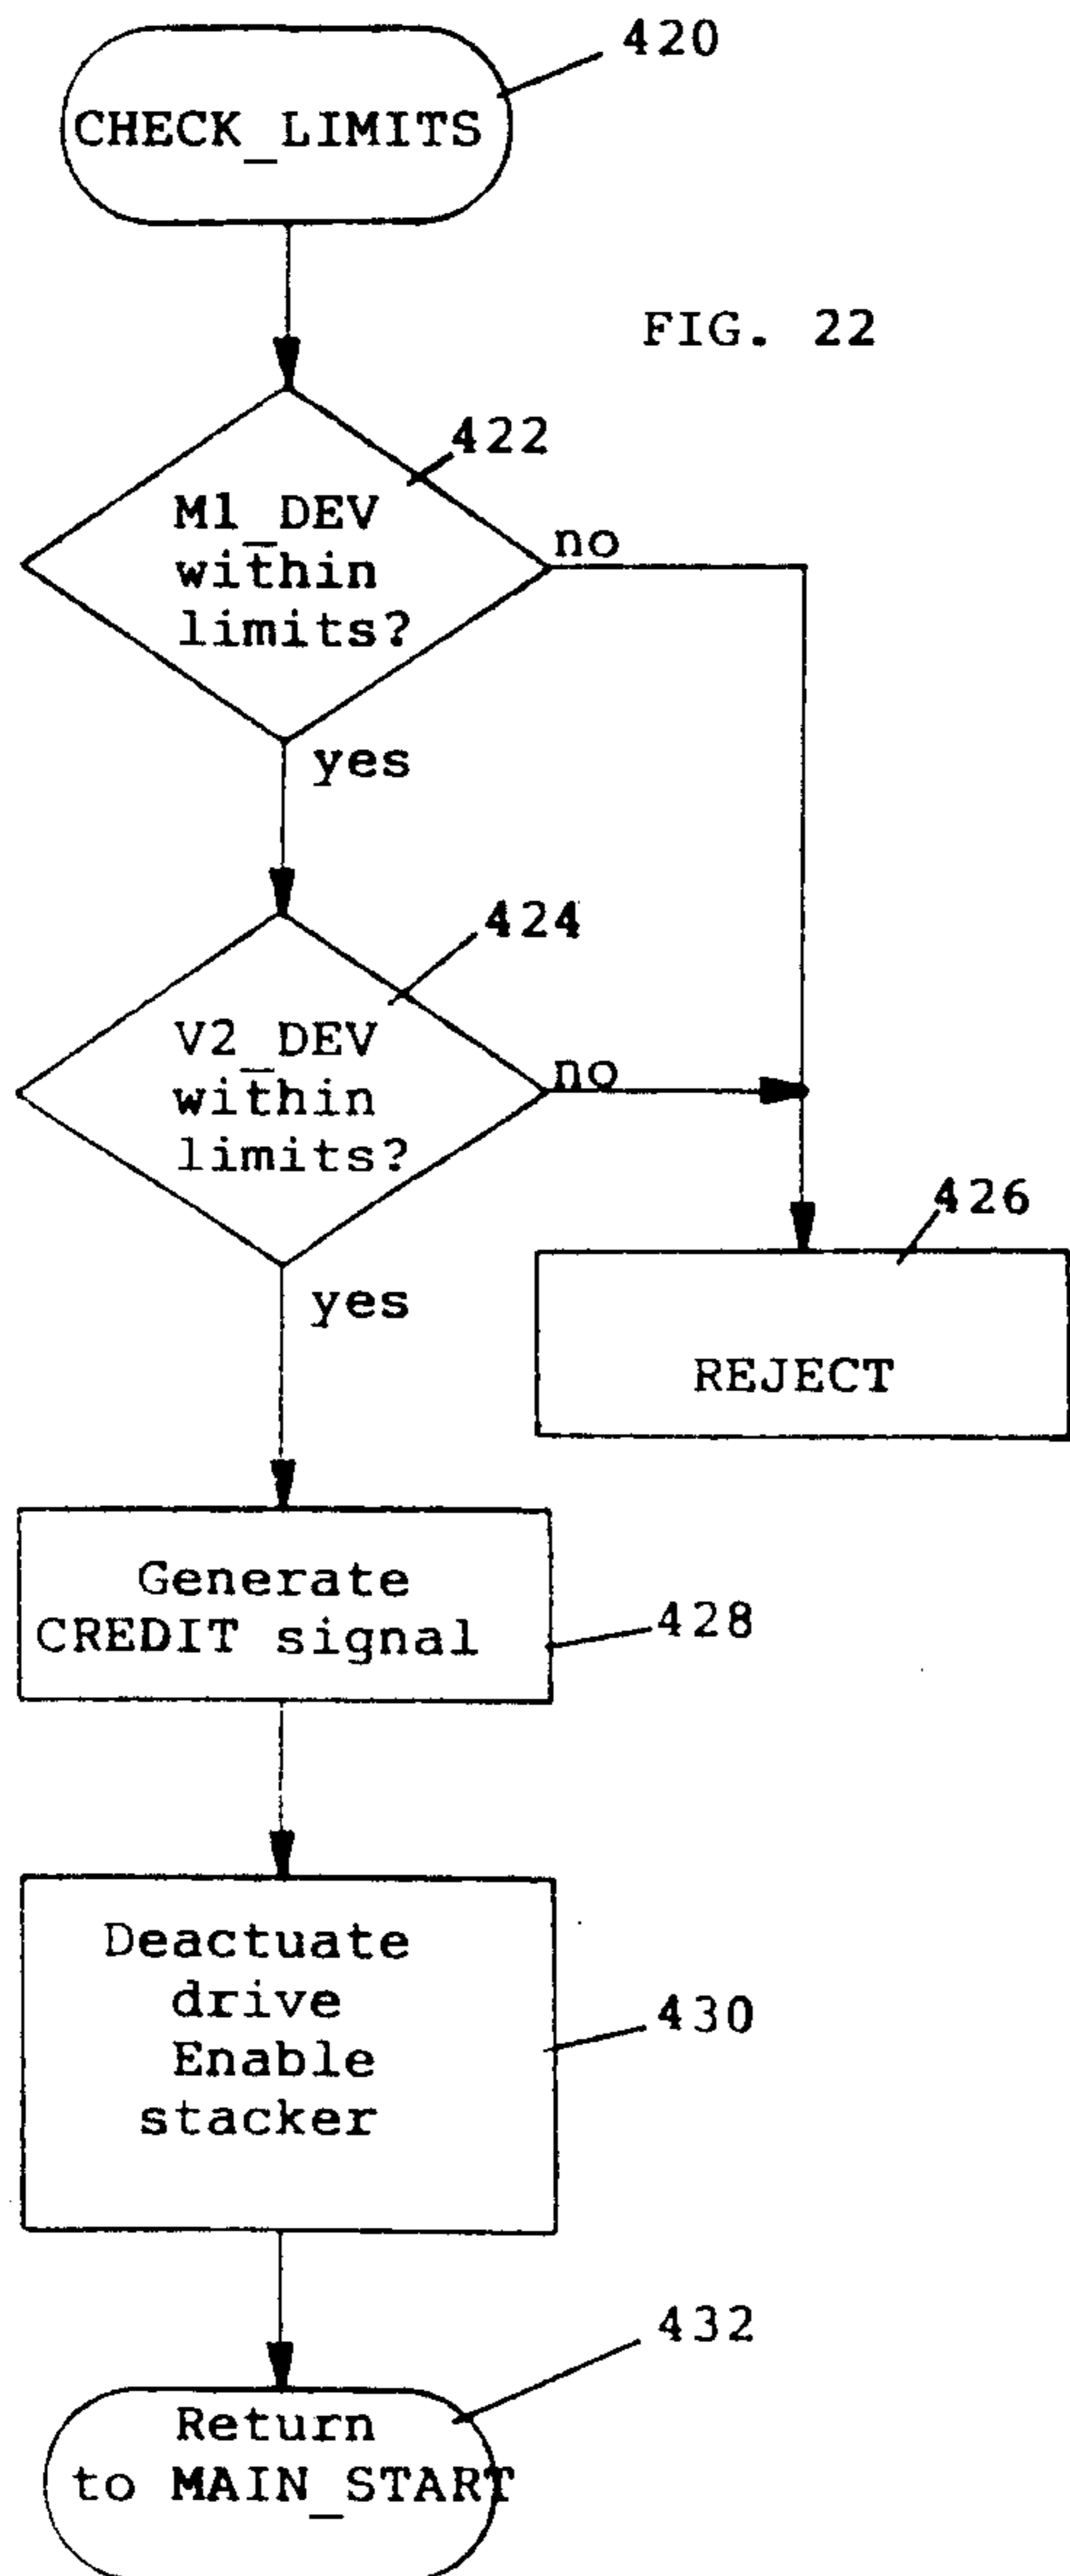 420
CHECK_LIMITS
FIG. 22
422
M1_DEV
within
limits?
no
yes
424
V2_DEV
within
limits?
no
426
yes
REJECT
Generate
CREDIT signal
428
Deactuate
drive
Enable
stacker
430
432
Return
to MAIN_START